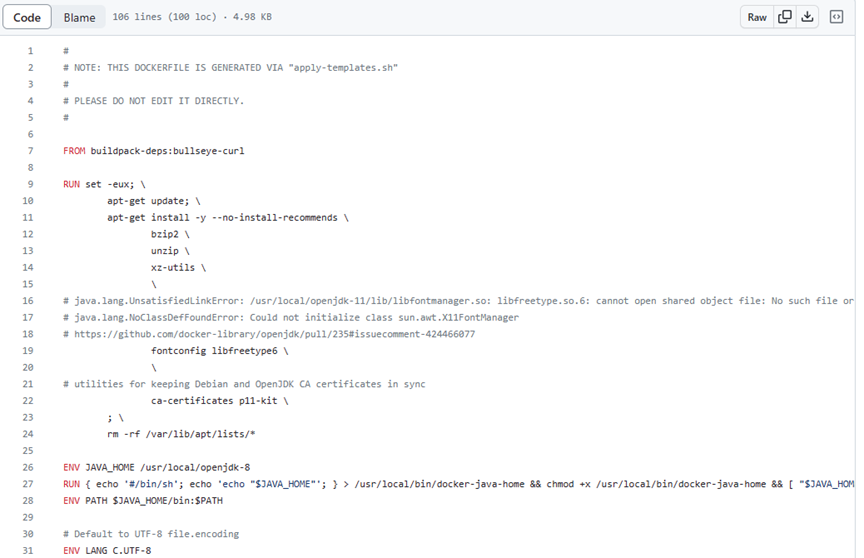 Code Blame 106 lines (100 loc) · 4.98 KB Raw
1 #
2 # NOTE: THIS DOCKERFILE IS GENERATED VIA "apply-templates.sh"
3 #
4 # PLEASE DO NOT EDIT IT DIRECTLY.
5 #
6
7 FROM buildpack-deps:bullseye-curl
8
9 RUN set -eux; \
10 apt-get update; \
11 apt-get install -y --no-install-recommends \
12 bzip2 \
13 unzip \
14 xz-utils \
15 \
16 # java.lang.UnsatisfiedLinkError: /usr/local/openjdk-11/lib/libfontmanager.so: libfreetype.so.6: cannot open shared object file: No such file or
17 # java.lang.NoClassDefFoundError: Could not initialize class sun.awt.X11FontManager
18 # https://github.com/docker-library/openjdk/pull/235#issuecomment-424466077
19 fontconfig libfreetype6 \
20 \
21 # utilities for keeping Debian and OpenJDK CA certificates in sync
22 ca-certificates p11-kit \
23 ; \
24 rm -rf /var/lib/apt/lists/*
25
26 ENV JAVA_HOME /usr/local/openjdk-8
27 RUN { echo '#/bin/sh'; echo 'echo "$JAVA_HOME"'; } > /usr/local/bin/docker-java-home && chmod +x /usr/local/bin/docker-java-home && [ "$JAVA_HOM
28 ENV PATH $JAVA_HOME/bin:$PATH
29
30 # Default to UTF-8 file.encoding
31 ENV LANG C.UTF-8